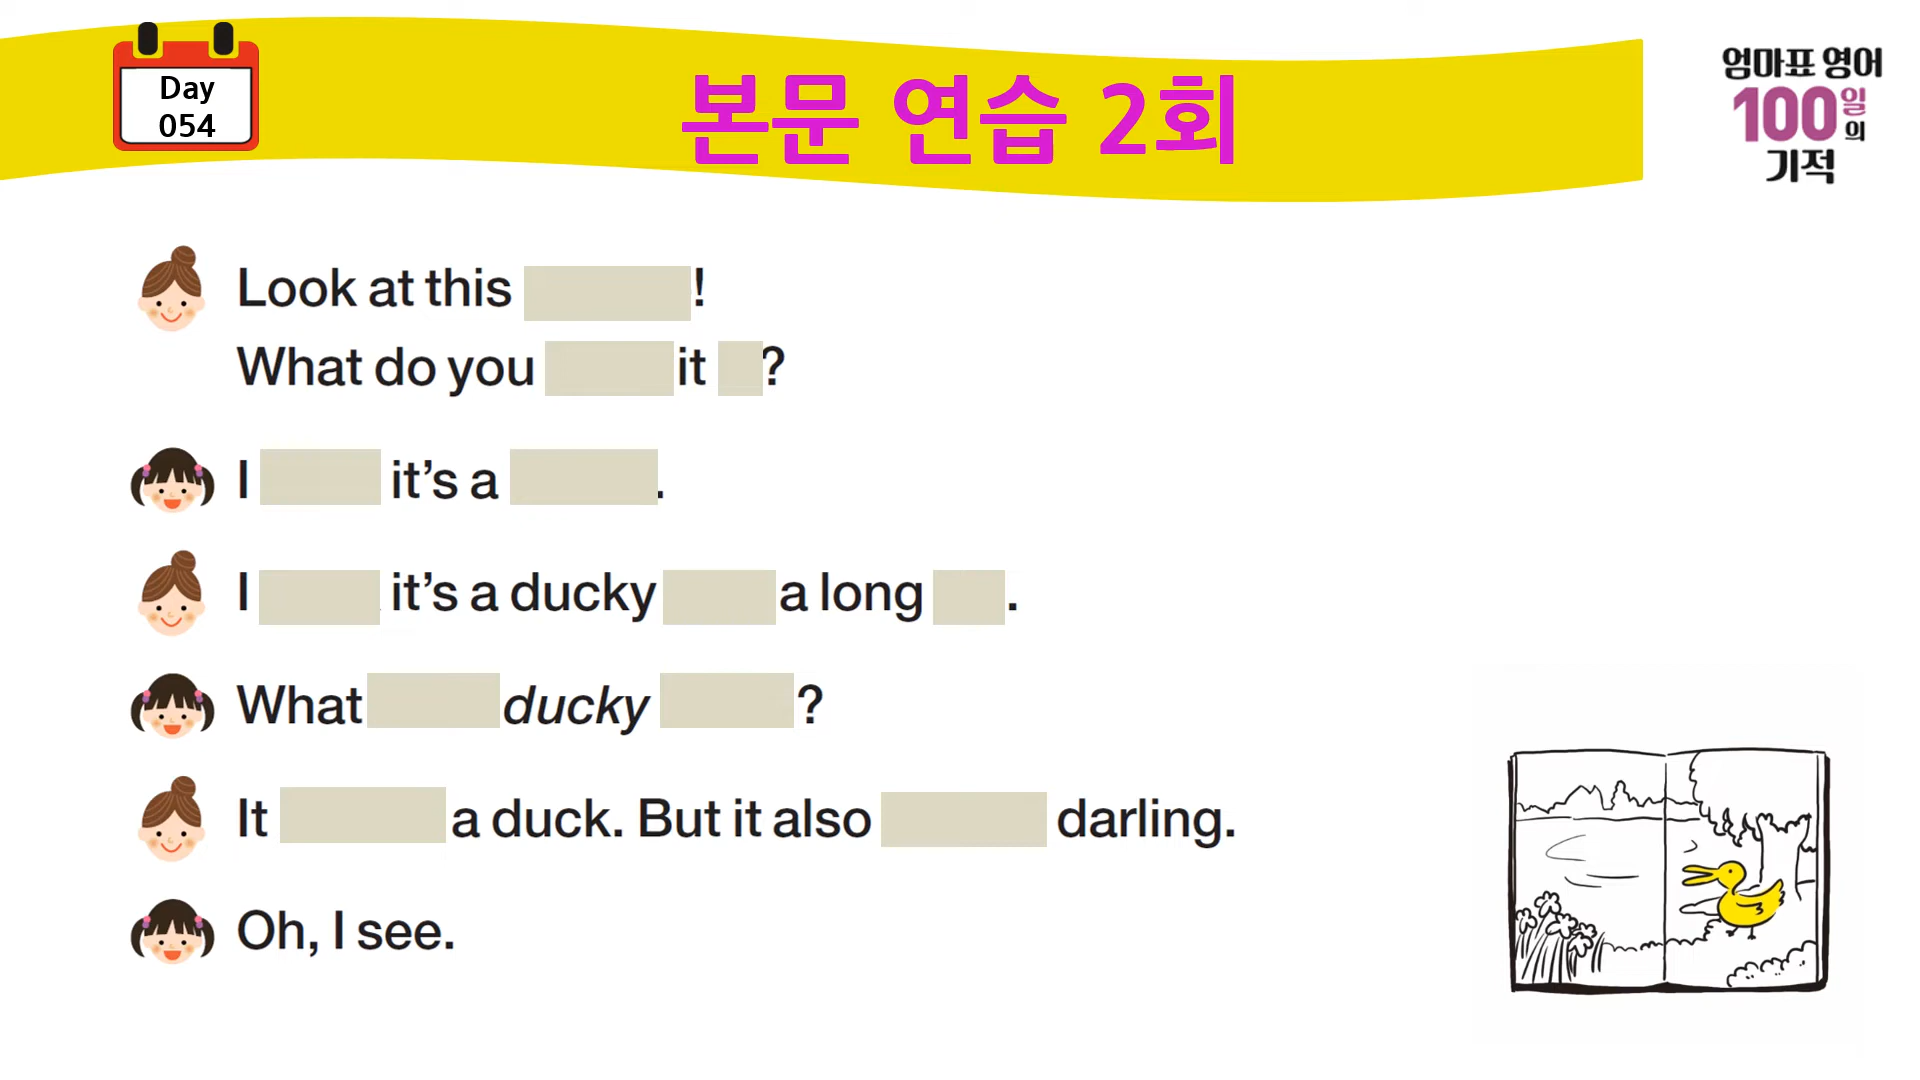 Day
054
본문 연습 2회
엄마표 영어
100일의
기적
Look at this !
What do you it ?
I it’s a .
I it’s a ducky a long .
What ducky ?
It a duck. But it also darling.
Oh, I see.